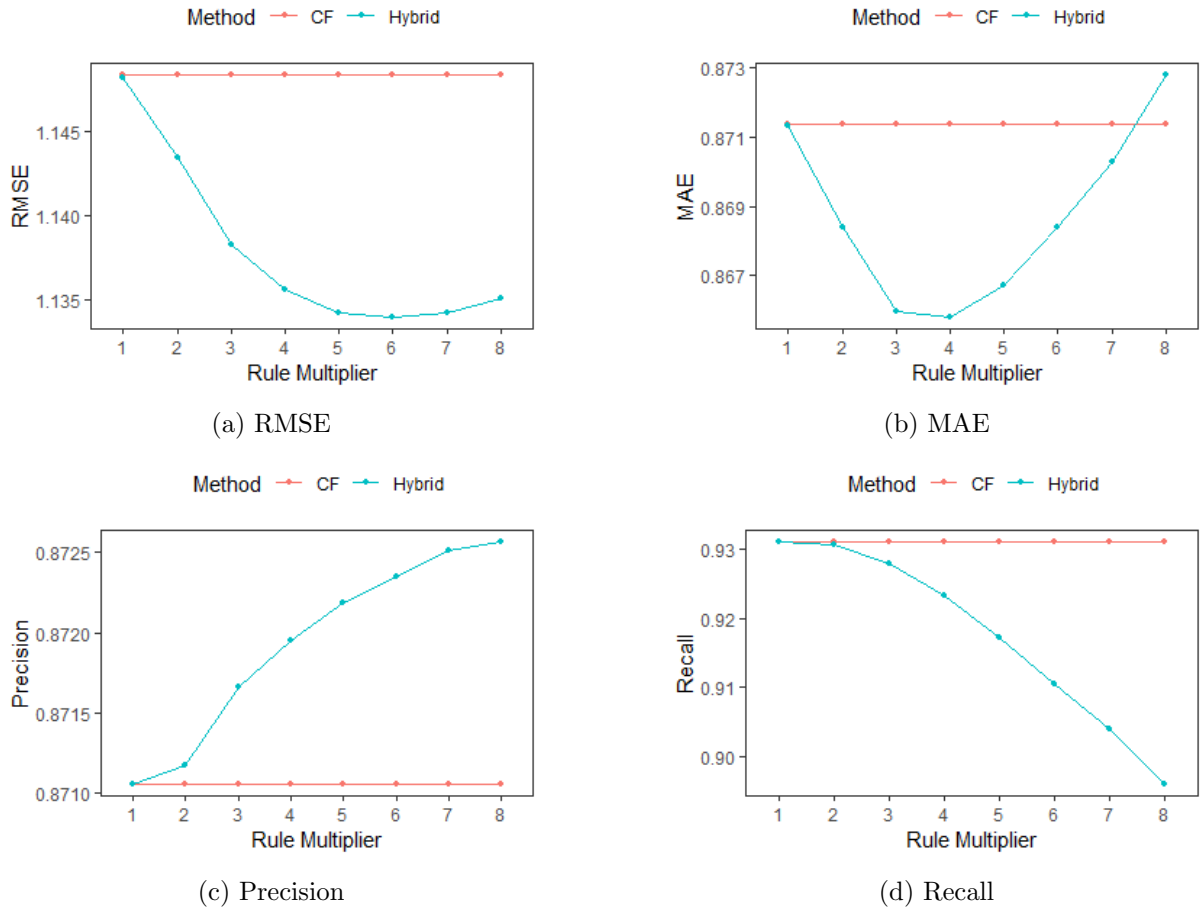 Method CF Hybrid
RMSE
1.145
1.140
1.135
1 2 3 4 5 6 7 8
Rule Multiplier
(a) RMSE
Method CF Hybrid
MAE
0.873
0.871
0.869
0.867
1 2 3 4 5 6 7 8
Rule Multiplier
(b) MAE
Method CF Hybrid
Precision
0.8725
0.8720
0.8715
0.8710
1 2 3 4 5 6 7 8
Rule Multiplier
(c) Precision
Method CF Hybrid
Recall
0.93
0.92
0.91
0.90
1 2 3 4 5 6 7 8
Rule Multiplier
(d) Recall